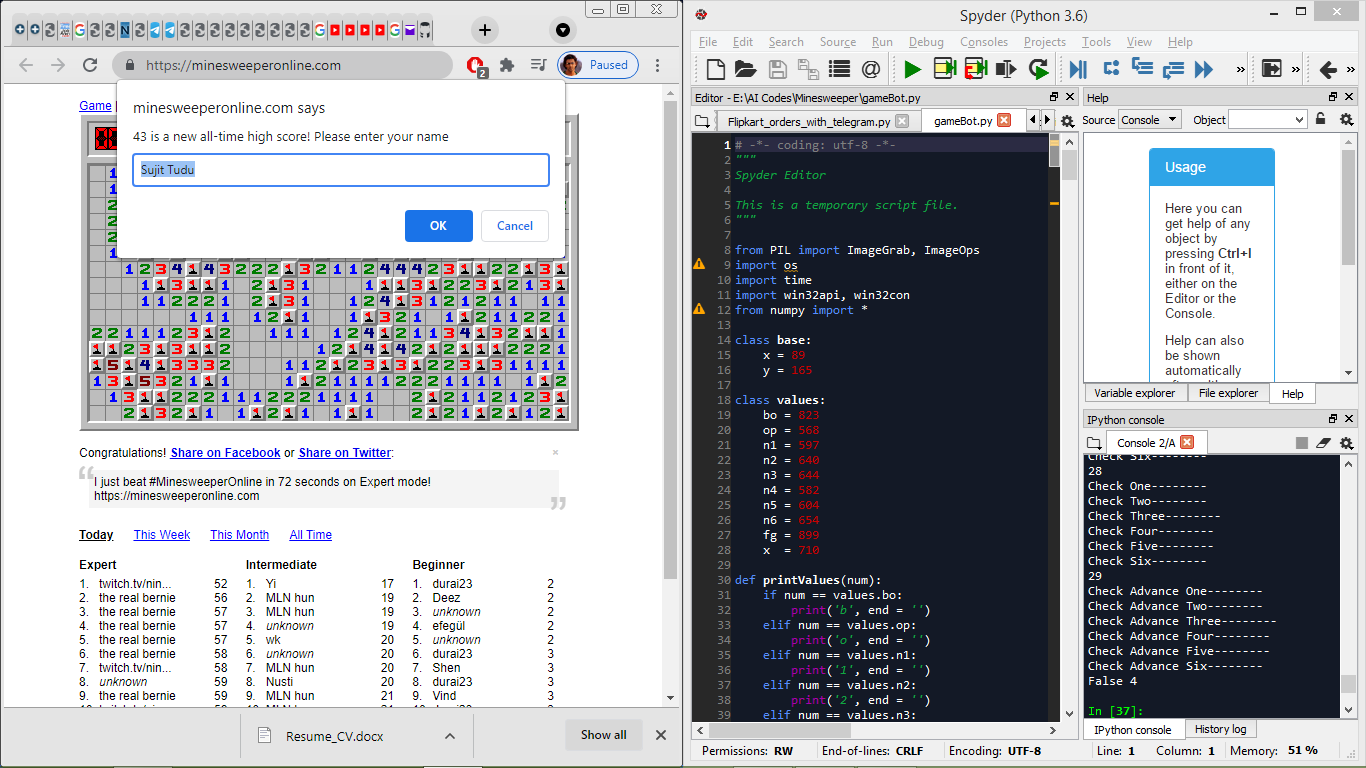 https://minesweeperonline.com
2
Paused
Game
minesweeperonline.com says
43 is a new all-time high score! Please enter your name
Sujit Tudu
OK
Cancel
Congratulations! Share on Facebook or Share on Twitter:
×
“
I just beat #MinesweeperOnline in 72 seconds on Expert mode!
https://minesweeperonline.com
”
Today This Week This Month All Time
Expert Intermediate Beginner
1. twitch.tv/nin... 52 1. Yi 17 1. durai23 2
2. the real bernie 56 2. MLN hun 19 2. Deez 2
3. the real bernie 57 3. MLN hun 19 3. unknown 2
4. the real bernie 57 4. unknown 19 4. efegül 2
5. the real bernie 57 5. wk 20 5. unknown 2
6. the real bernie 58 6. unknown 20 6. durai23 3
7. twitch.tv/nin... 58 7. MLN hun 20 7. Shen 3
8. unknown 59 8. Nusti 20 8. durai23 3
9. the real bernie 59 9. MLN hun 21 9. Vind 3
Resume_CV.docx
Show all
Spyder (Python 3.6)
File Edit Search Source Run Debug Consoles Projects Tools View Help
Editor - E:\AI Codes\Minesweeper\gameBot.py
Flipkart_orders_with_telegram.py
gameBot.py
1 # -*- coding: utf-8 -*-
2 """
3 Spyder Editor
4
5 This is a temporary script file.
6 """
7
8 from PIL import ImageGrab, ImageOps
9 import os
10 import time
11 import win32api, win32con
12 from numpy import *
13
14 class base:
15 x = 89
16 y = 165
17
18 class values:
19 bo = 823
20 op = 568
21 n1 = 597
22 n2 = 640
23 n3 = 644
24 n4 = 502
25 n5 = 604
26 n6 = 654
27 fg = 899
28 x  = 710
29
30 def printValues(num):
31 if num == values.bo:
32 print('b', end = '')
33 elif num == values.op:
34 print('o', end = '')
35 elif num == values.n1:
36 print('1', end = '')
37 elif num == values.n2:
38 print('2', end = '')
39 elif num == values.n3:
Help
Source Console Object
Usage
Here you can
get help of any
object by
pressing Ctrl+I
in front of it,
either on the
Editor or the
Console.
Help can also
be shown
automatically
Variable explorer File explorer Help
IPython console
Console 2/A
Check Six--------
28
Check One--------
Check Two--------
Check Three--------
Check Four--------
Check Five--------
Check Six--------
29
Check Advance One--------
Check Advance Two--------
Check Advance Three--------
Check Advance Four--------
Check Advance Five--------
Check Advance Six--------
False 4
In [37]:
IPython console History log
Permissions: RW End-of-lines: CRLF Encoding: UTF-8 Line: 1 Column: 1 Memory: 51 %